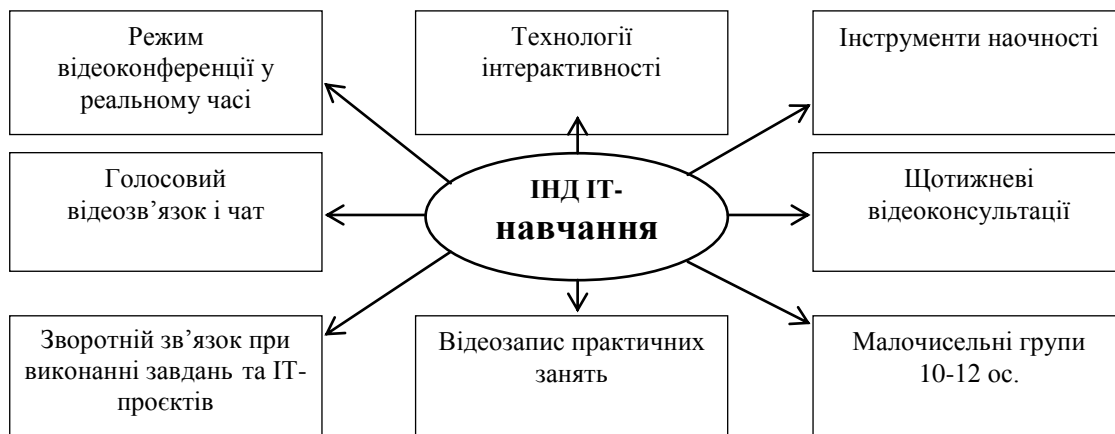 Режим
відеоконференції у
реальному часі
Технології
інтерактивності
Інструменти наочності
Голосовий
відеозв’язок і чат
ІНД ІТ-
навчання
Щотижневі
відеоконсультації
Зворотній зв’язок при
виконанні завдань та ІТ-
проєктів
Відеозапис практичних
занять
Малочисельні групи
10-12 ос.